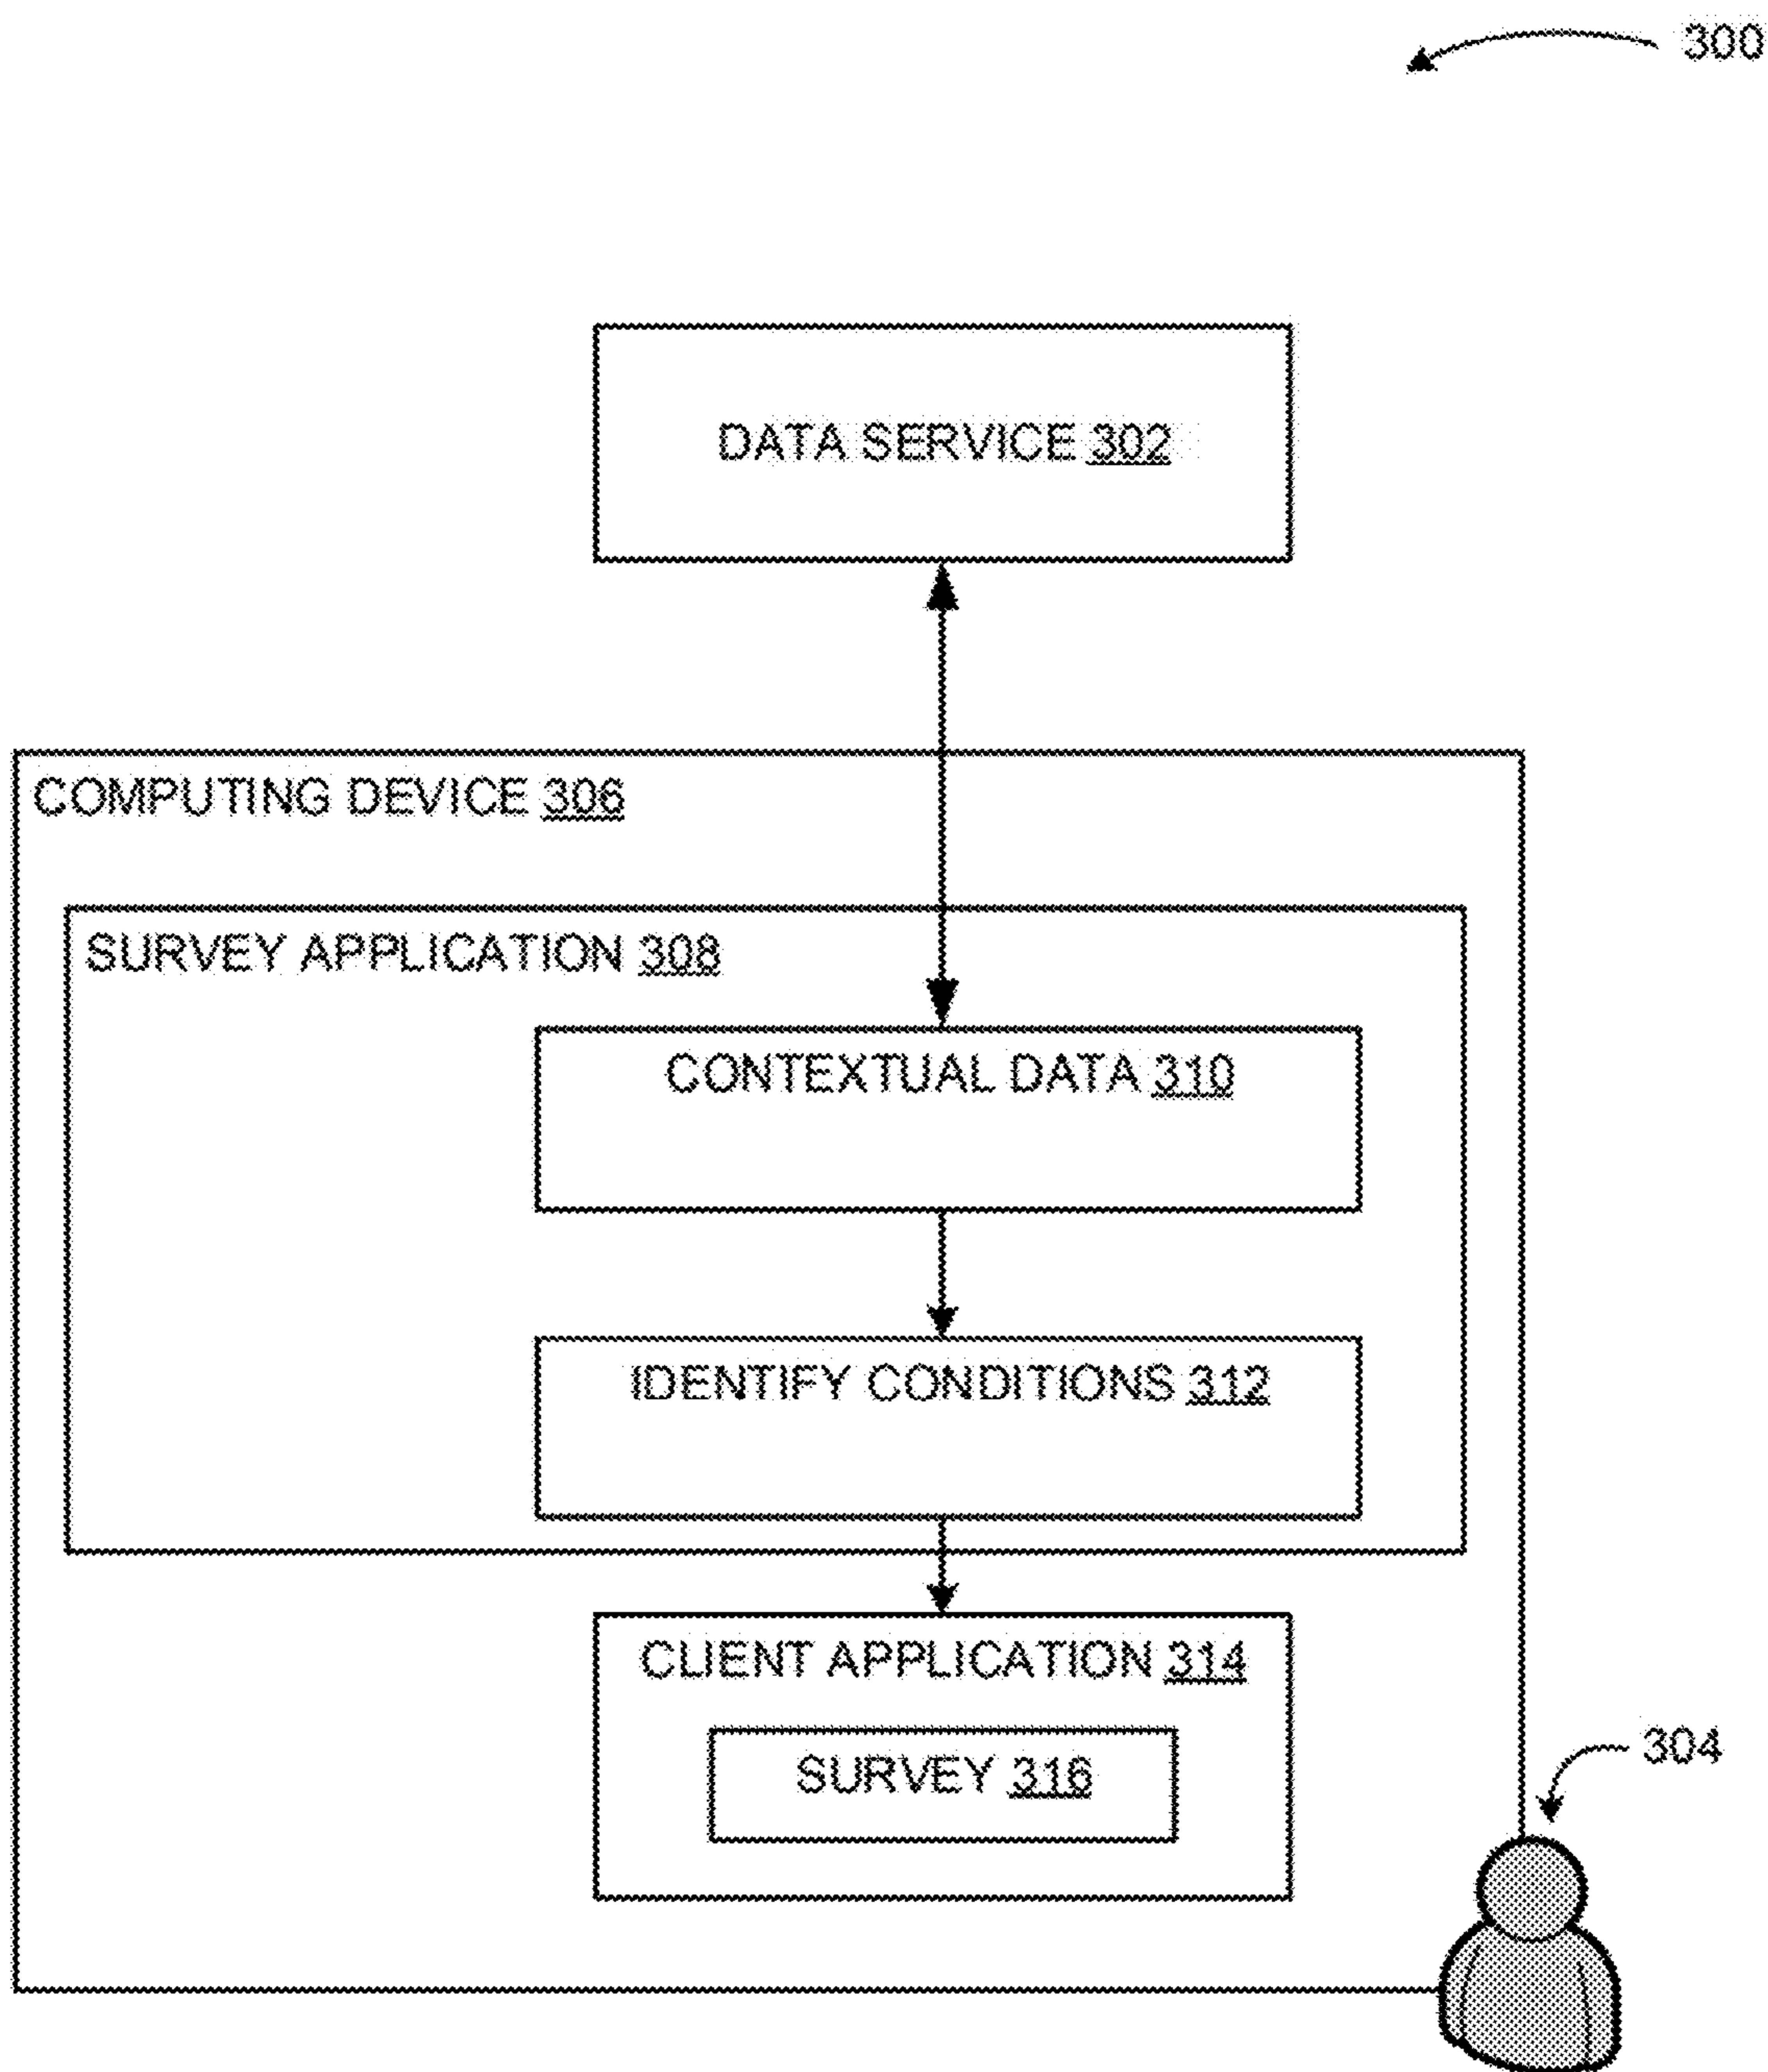 300
DATA SERVICE 302
COMPUTING DEVICE 306
SURVEY APPLICATION 308
CONTEXTUAL DATA 310
IDENTIFY CONDITIONS 312
CLIENT APPLICATION 314
SURVEY 316
304